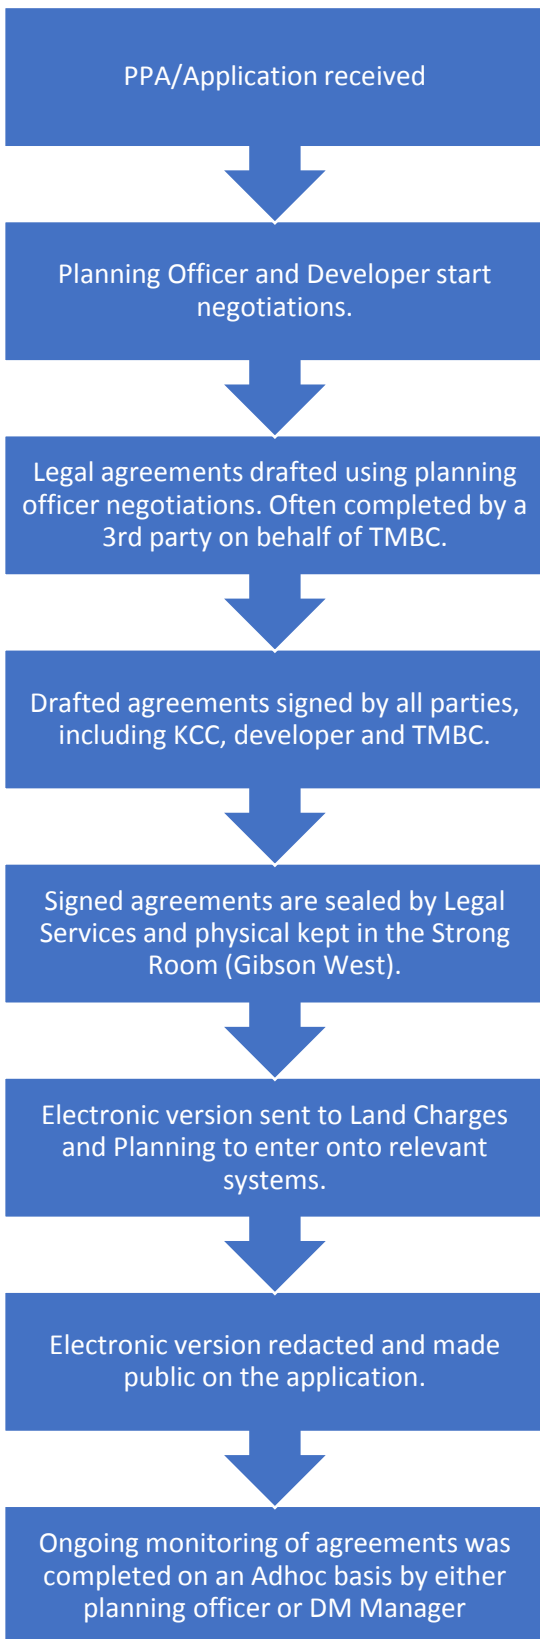 PPA/Application received
Planning Officer and Developer start
negotiations.
Legal agreements drafted using planning
officer negotiations. Often completed by a
3rd party on behalf of TMBC.
Drafted agreements signed by all parties,
including KCC, developer and TMBC.
Signed agreements are sealed by Legal
Services and physical kept in the Strong
Room (Gibson West).
Electronic version sent to Land Charges
and Planning to enter onto relevant
systems.
Electronic version redacted and made
public on the application.
Ongoing monitoring of agreements was
completed on an Adhoc basis by either
planning officer or DM Manager